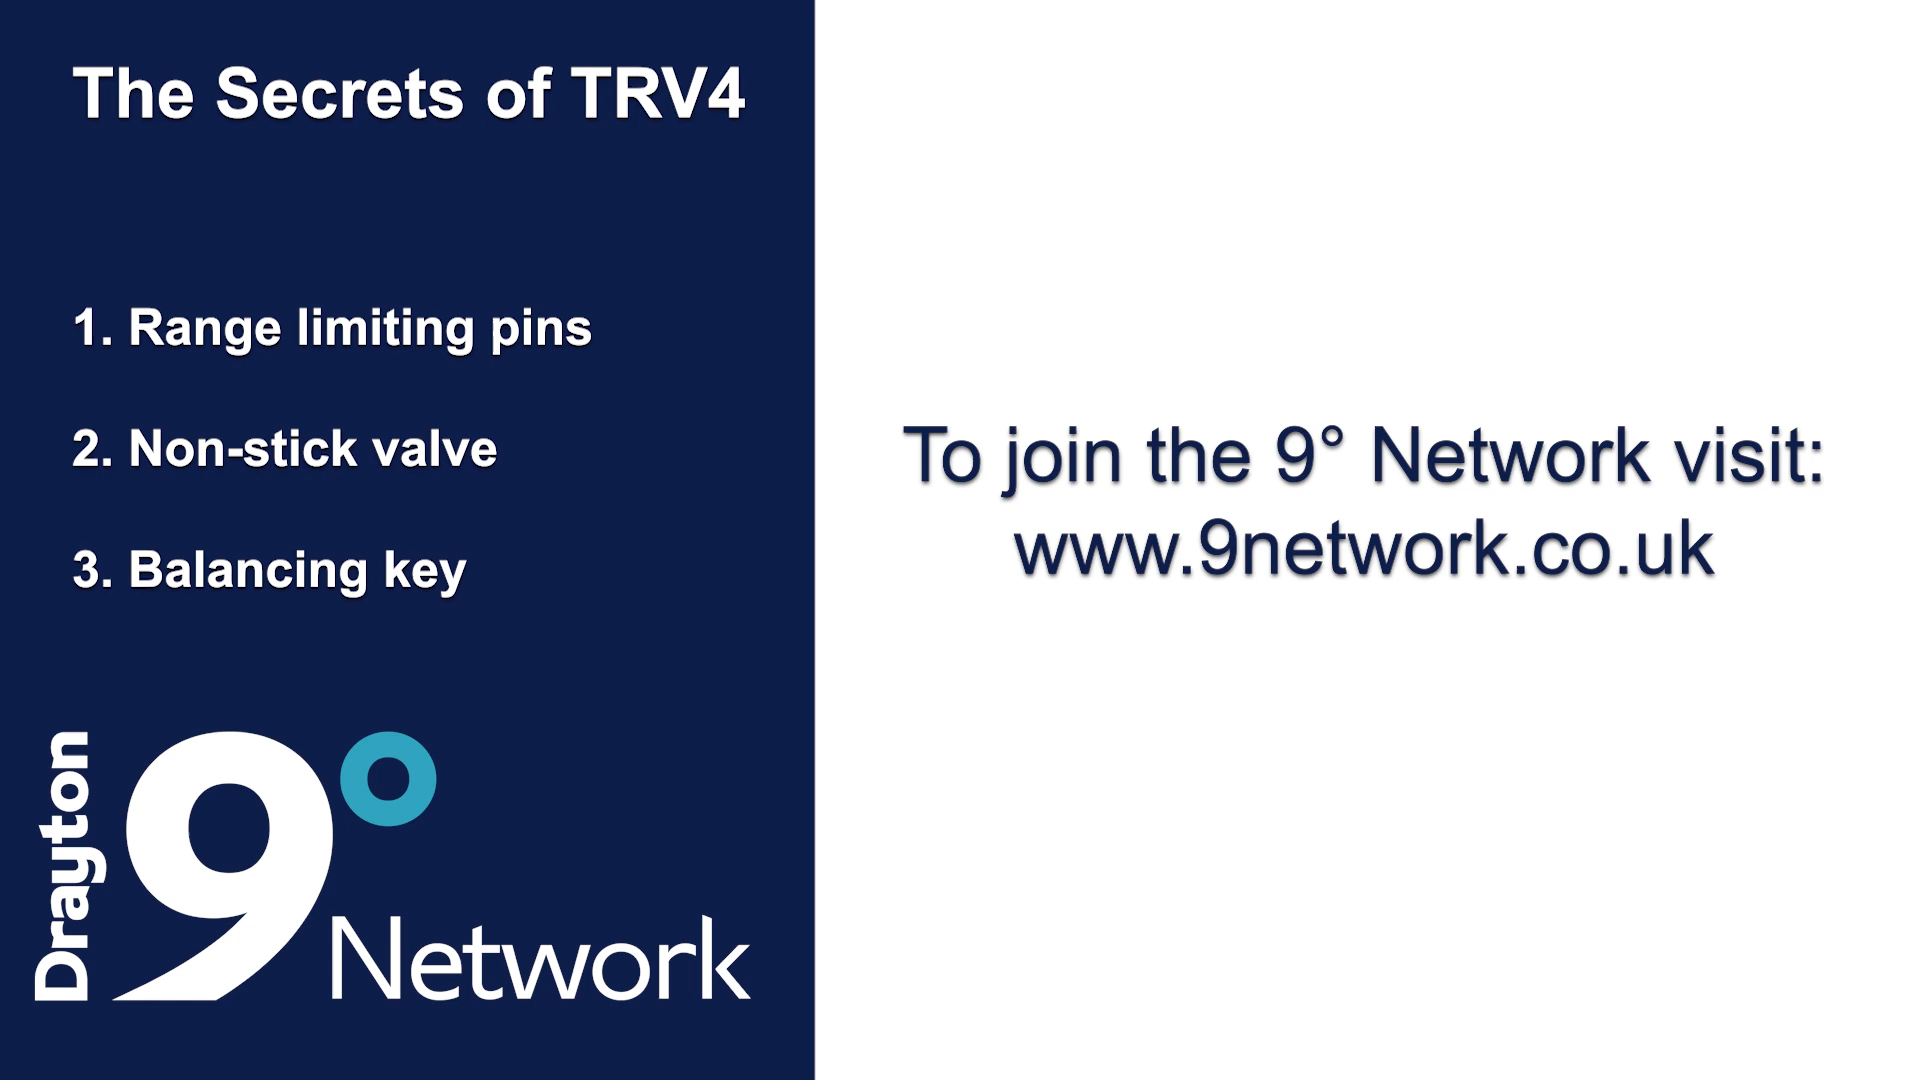 The Secrets of TRV4
1. Range limiting pins
2. Non-stick valve
3. Balancing key
Drayton
9°
Network
To join the 9° Network visit:
www.9network.co.uk